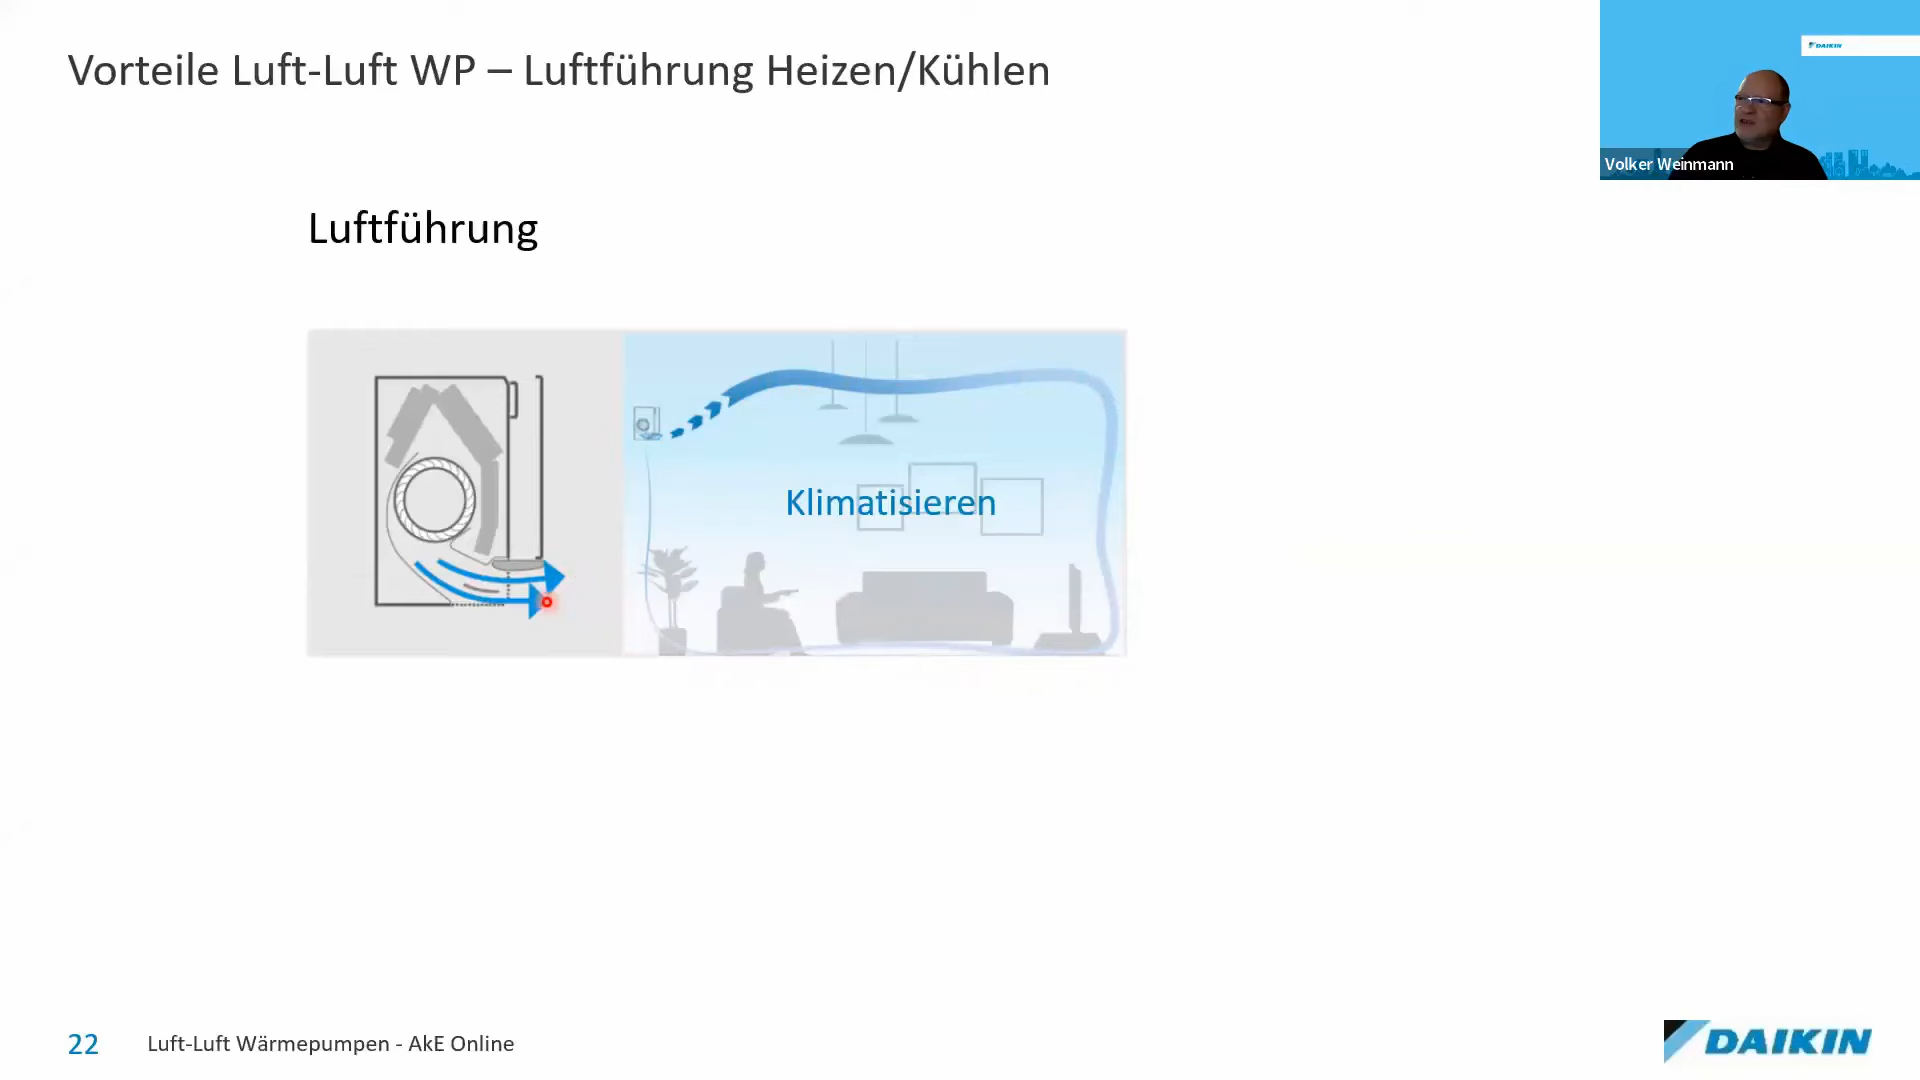 Vorteile Luft-Luft WP – Luftführung Heizen/Kühlen
DAIKIN
Volker Weinmann
Luftführung
Klimatisieren
22
Luft-Luft Wärmepumpen - AkE Online
DAIKIN